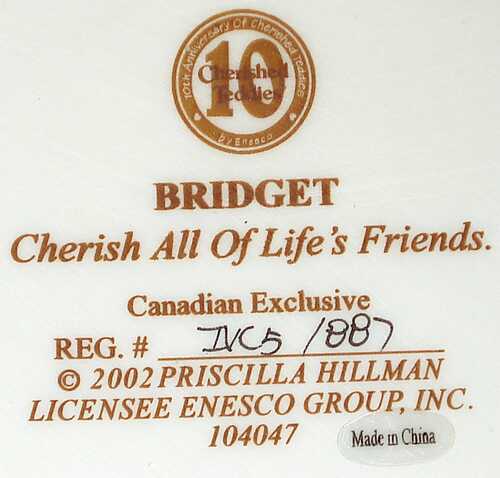 10th Anniversary Of Cherished Teddies
10
Cherished
Teddies
by Enesco
BRIDGET
Cherish All Of Life's Friends.
Canadian Exclusive
REG. # IVC5 /887
© 2002 PRISCILLA HILLMAN
LICENSEE ENESCO GROUP, INC.
104047
Made in China